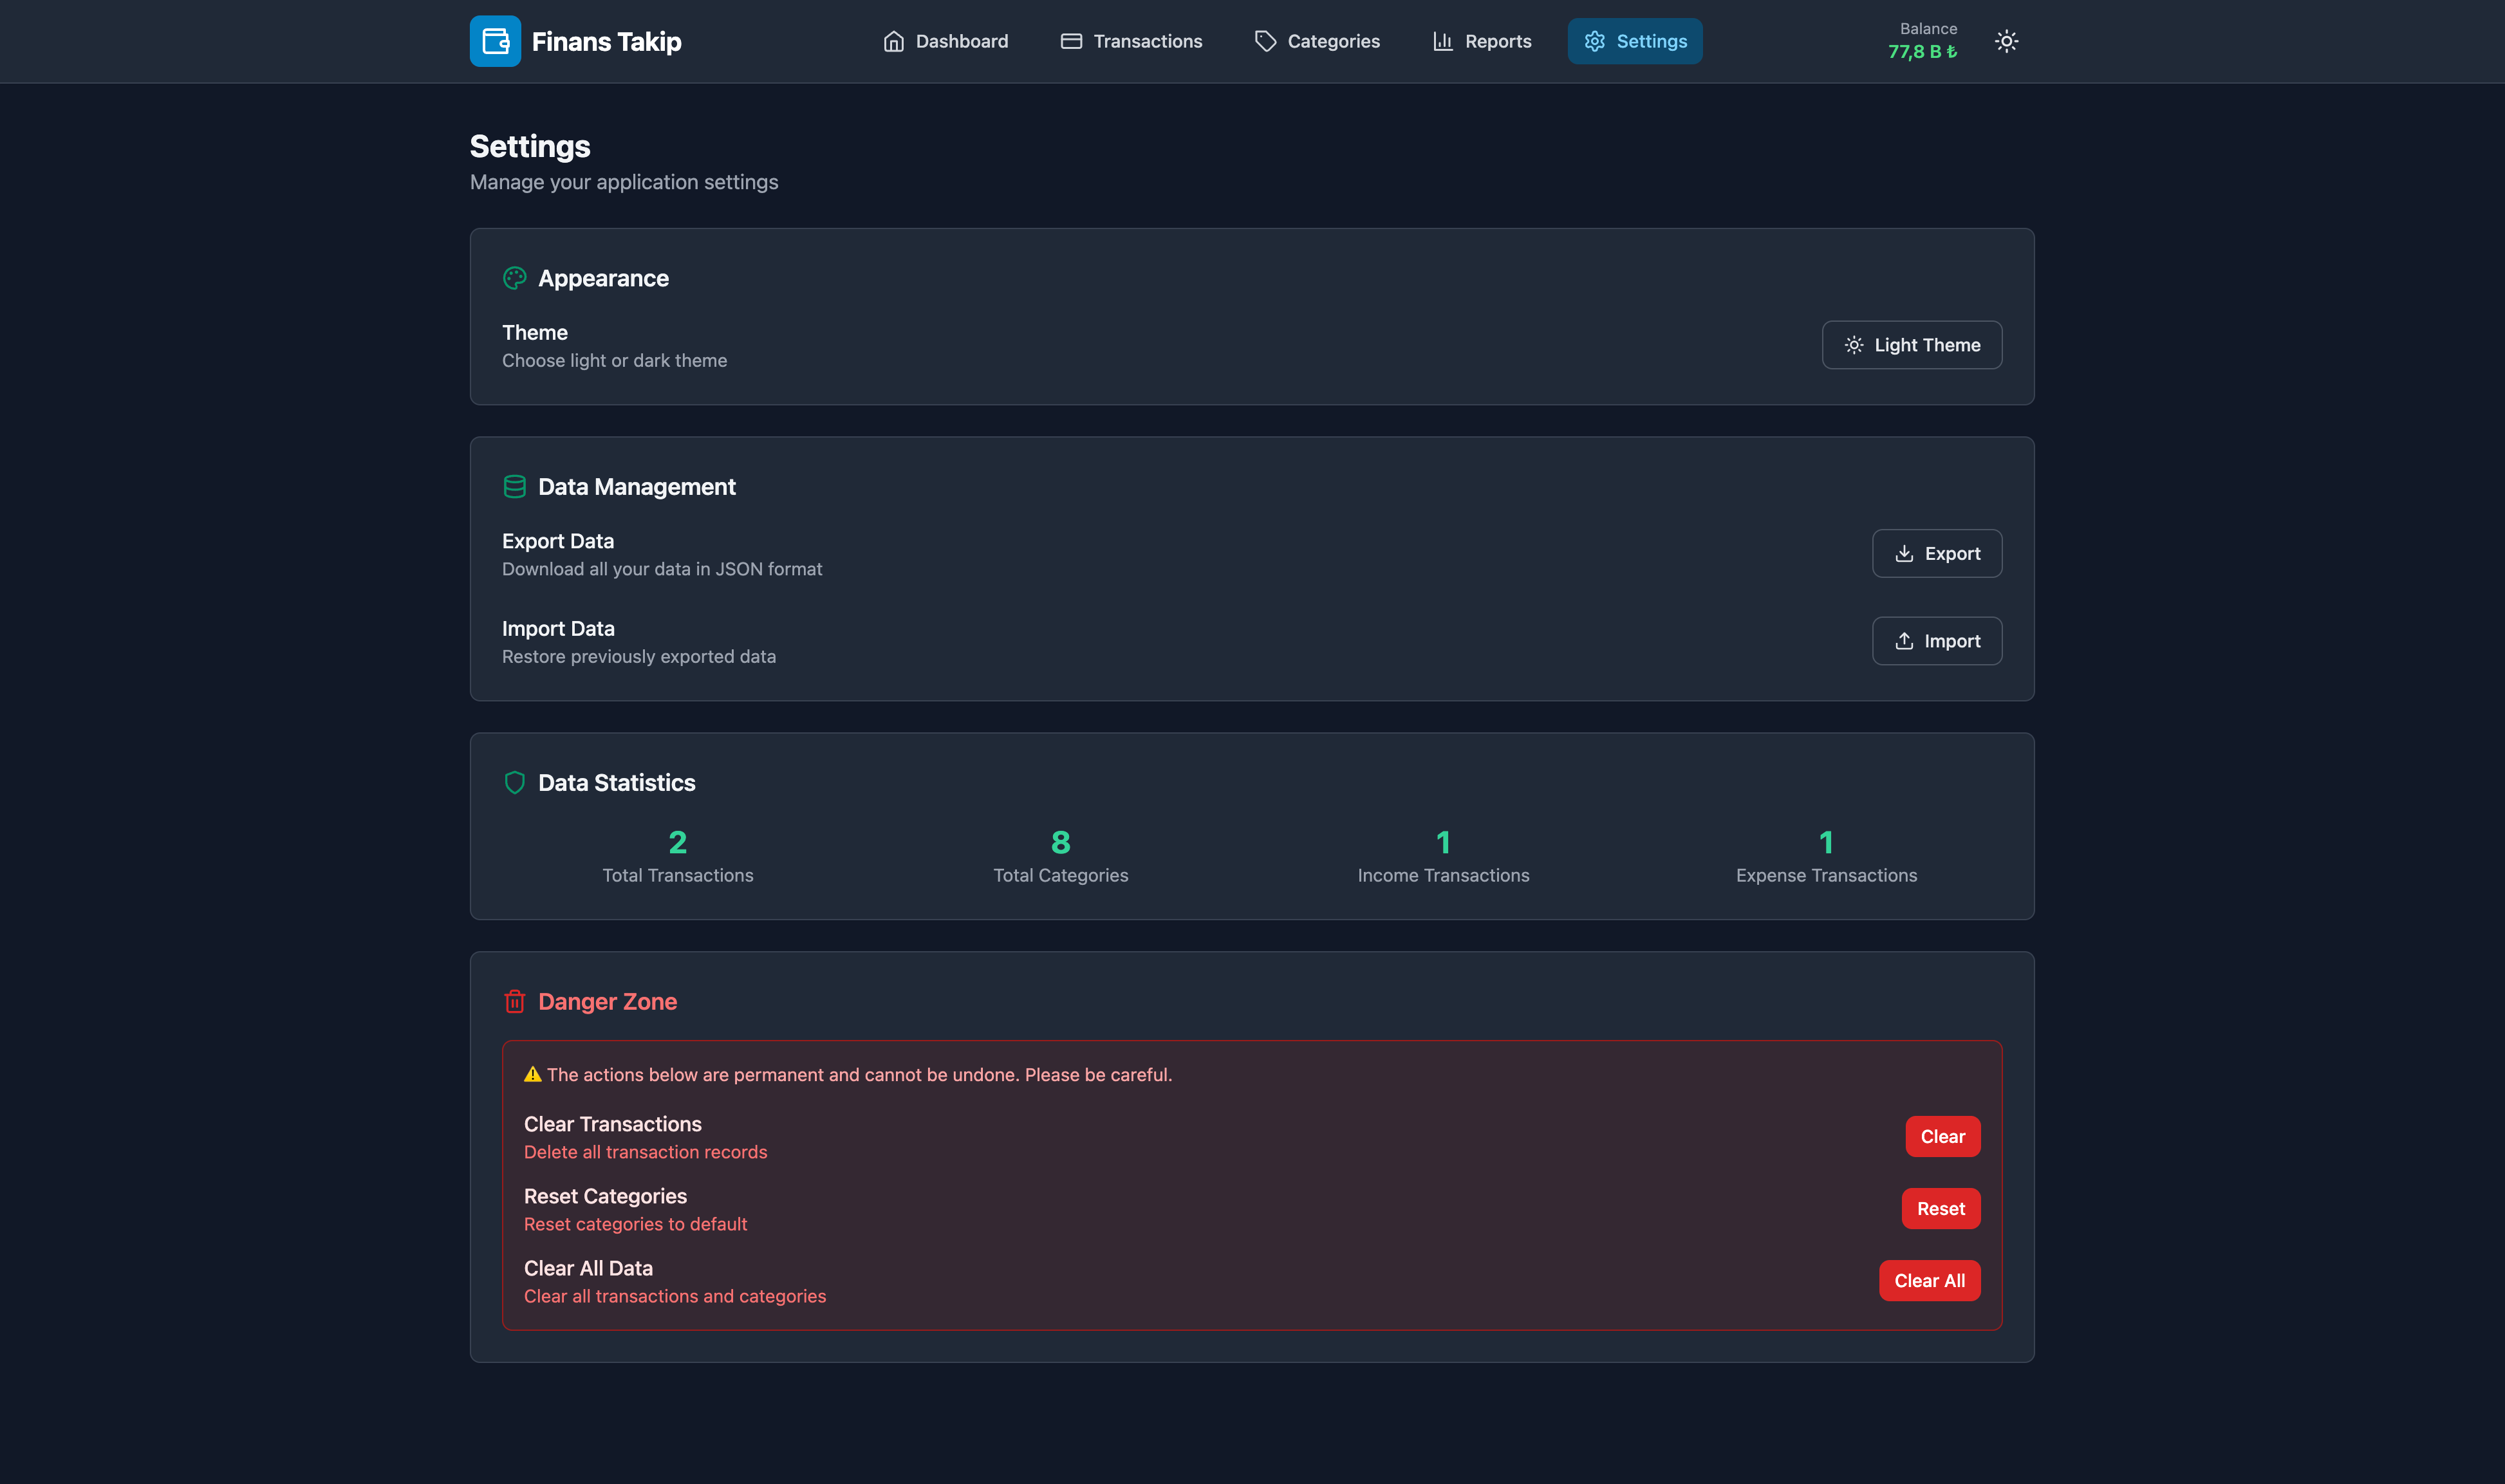 Finans Takip
Dashboard
Transactions
Categories
Reports
Settings
Balance
77,8 B ₺
Settings
Manage your application settings
Appearance
Theme
Choose light or dark theme
Light Theme
Data Management
Export Data
Download all your data in JSON format
Export
Import Data
Restore previously exported data
Import
Data Statistics
2
Total Transactions
8
Total Categories
1
Income Transactions
1
Expense Transactions
Danger Zone
⚠️ The actions below are permanent and cannot be undone. Please be careful.
Clear Transactions
Delete all transaction records
Clear
Reset Categories
Reset categories to default
Reset
Clear All Data
Clear all transactions and categories
Clear All